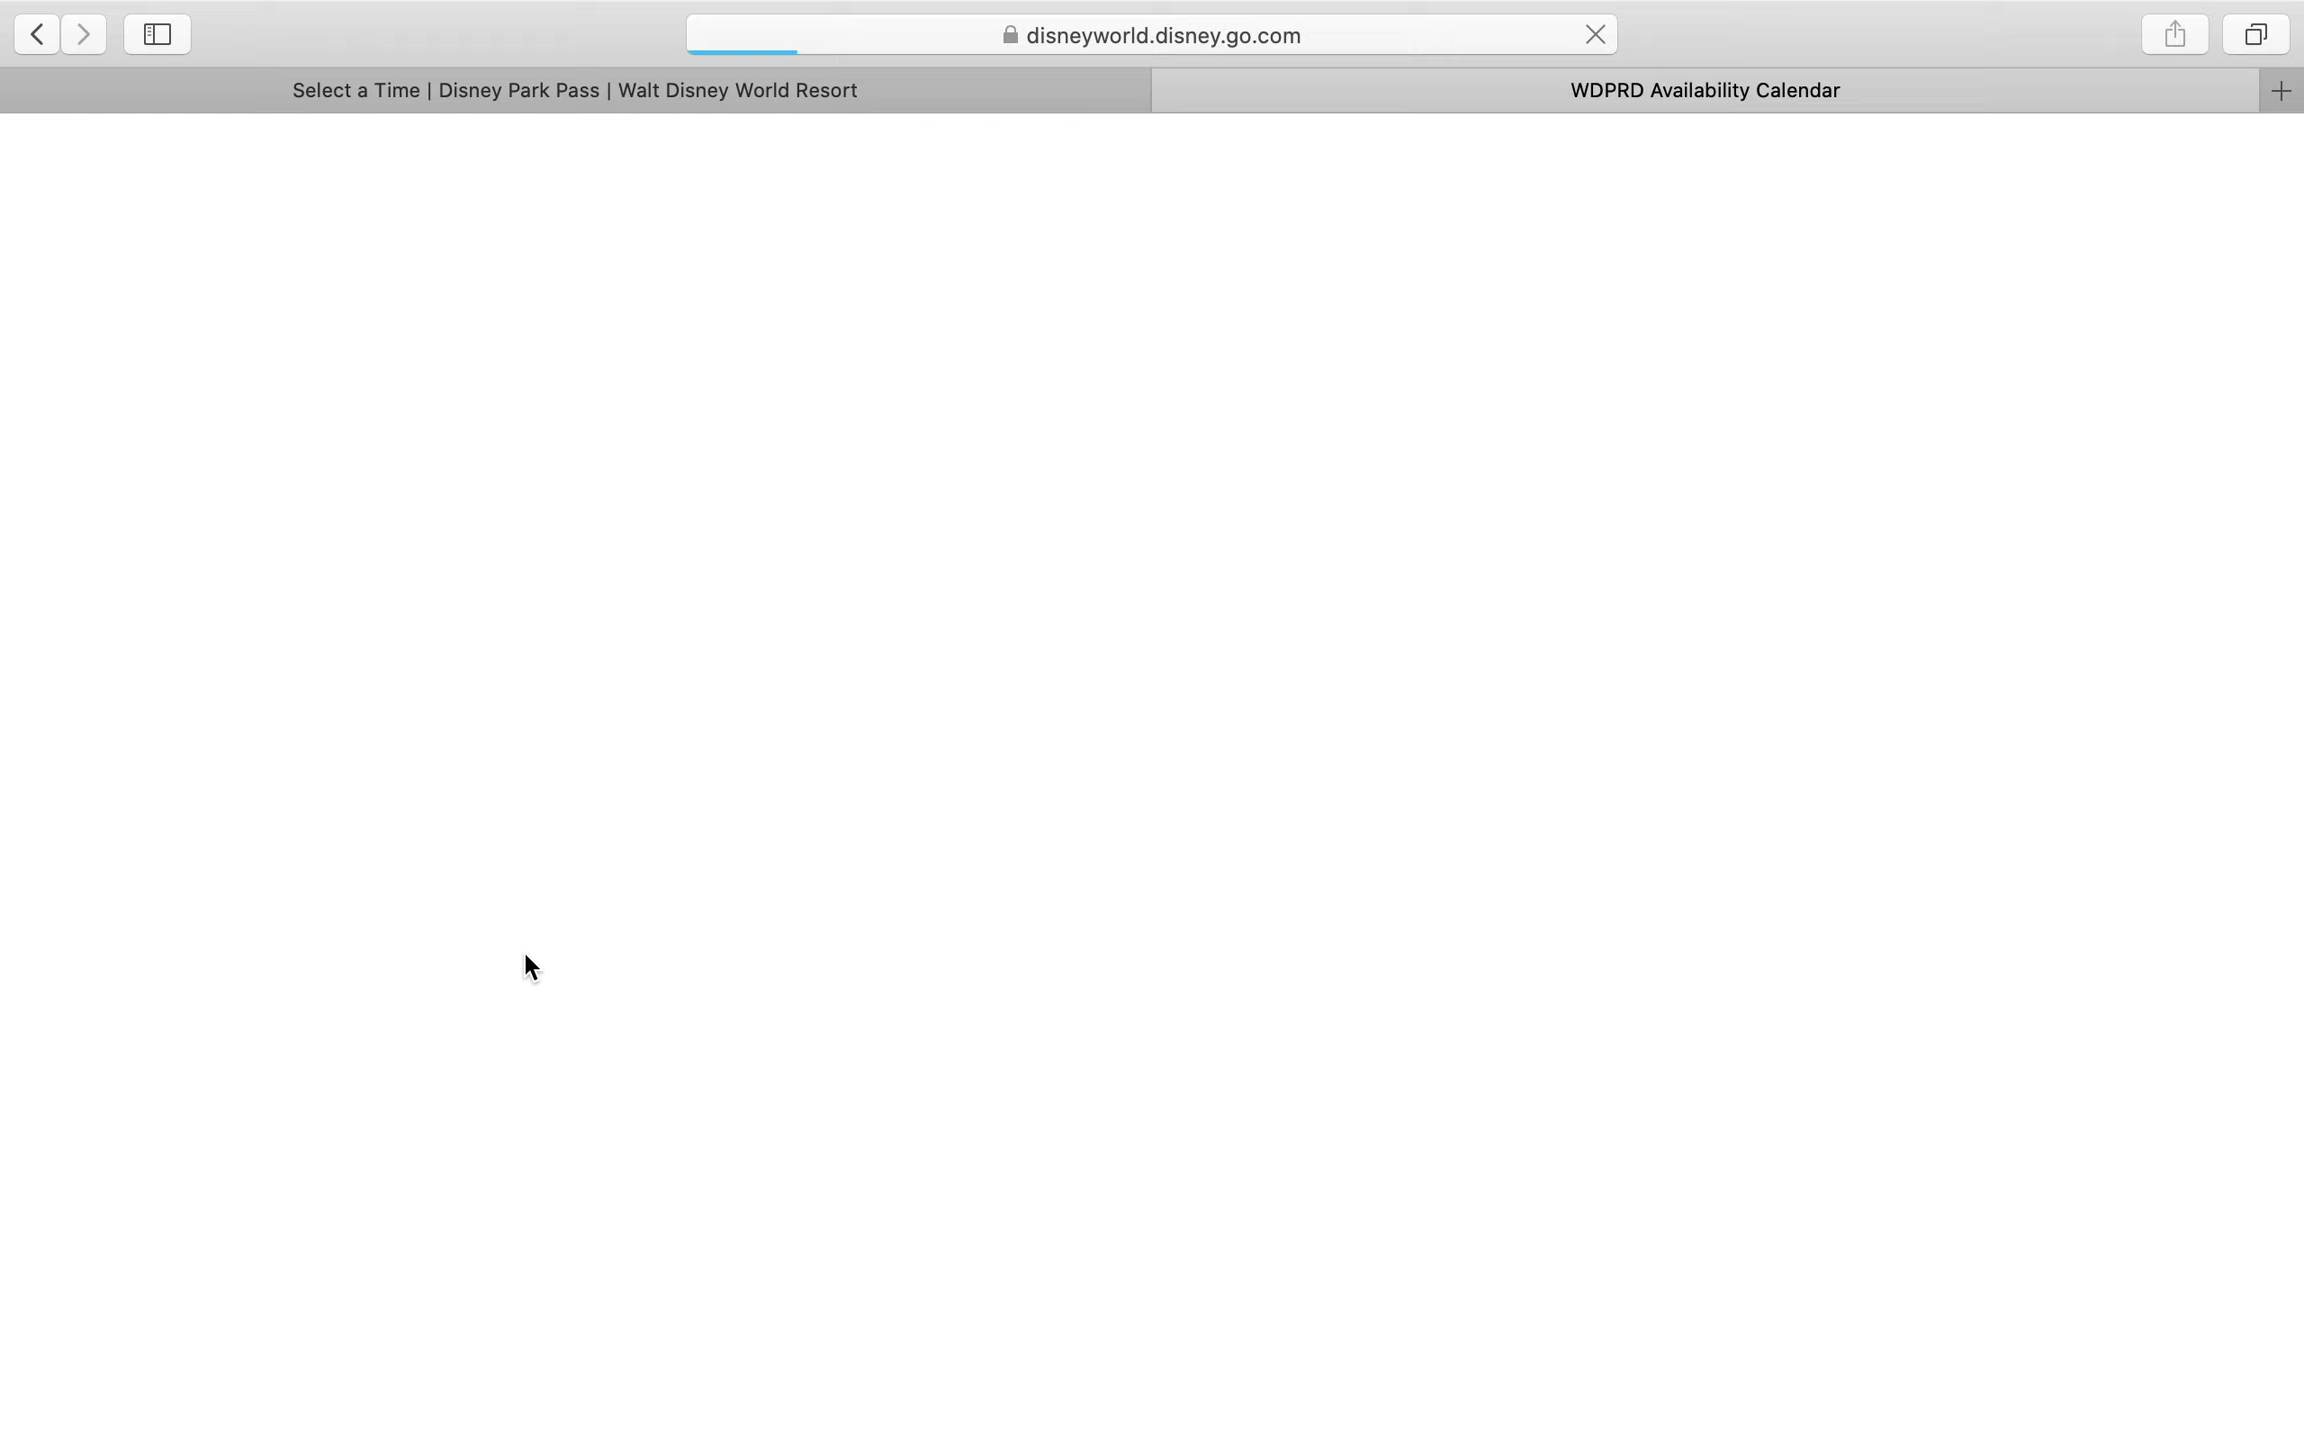 disneyworld.disney.go.com
Select a Time | Disney Park Pass | Walt Disney World Resort
WDPRD Availability Calendar